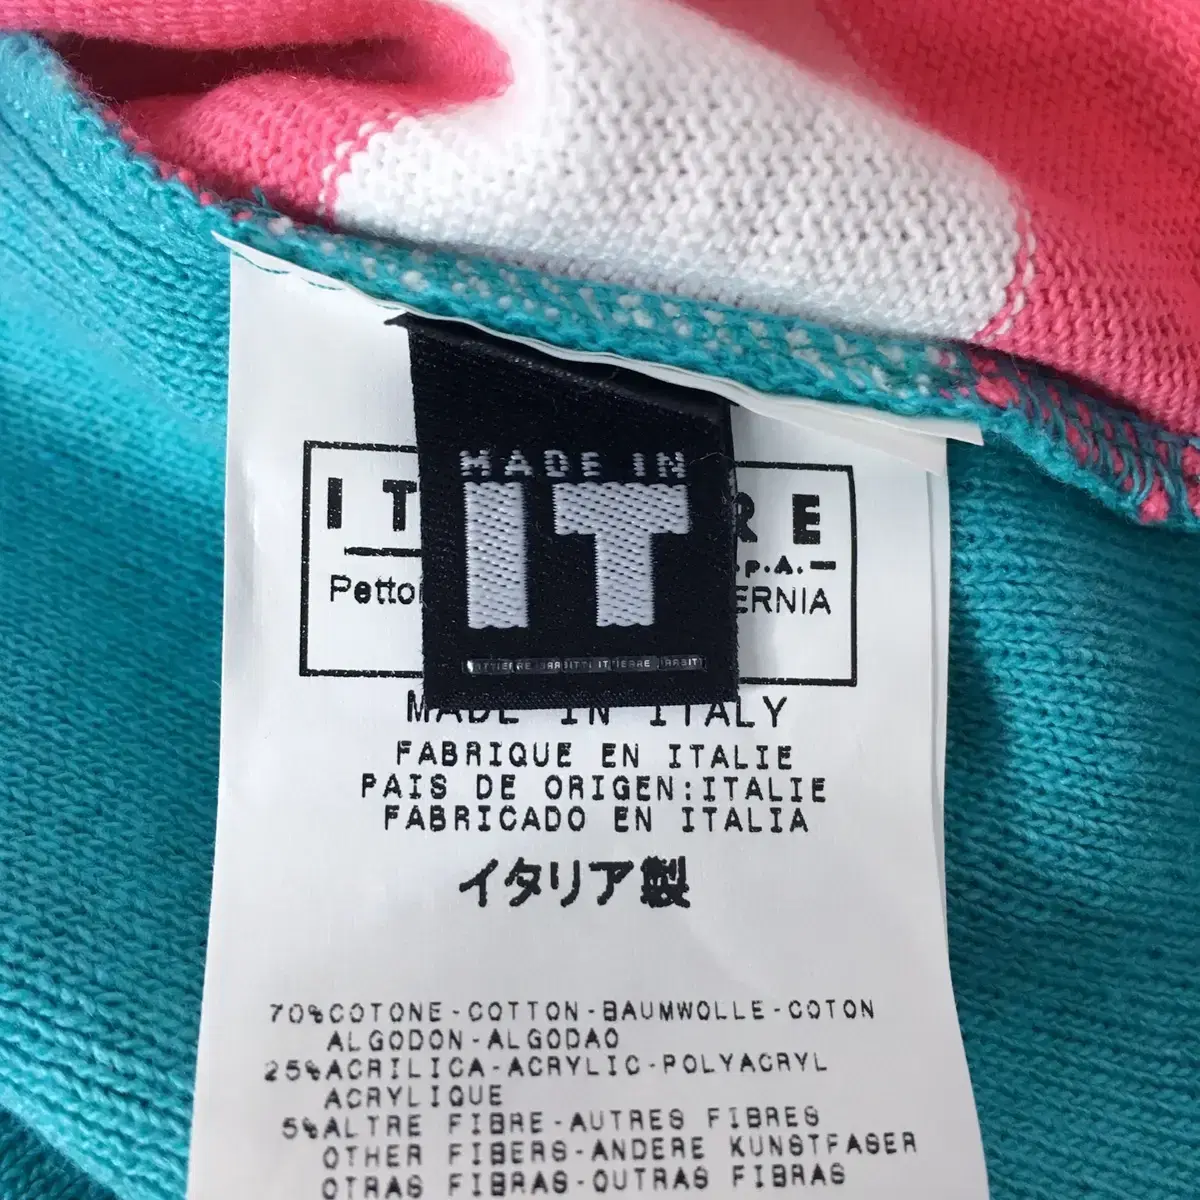 MADE IN
IT
IT RE
.p.A.
ERNIA
MADE IN ITALY
FABRIQUE EN ITALIE
PAIS DE ORIGEN:ITALIE
FABRICADO EN ITALIA
イタリア製
70%COTONE-COTTON-BAUMWOLLE-COTON
ALGODON-ALGODAO
25%ACRILICA-ACRYLIC-POLYACRYL
ACRYLIQUE
5%ALTRE FIBRE-AUTRES FIBRES
OTHER FIBERS-ANDERE KUNSTFASER
OTRAS FIBRAS-OUTRAS FIBRAS